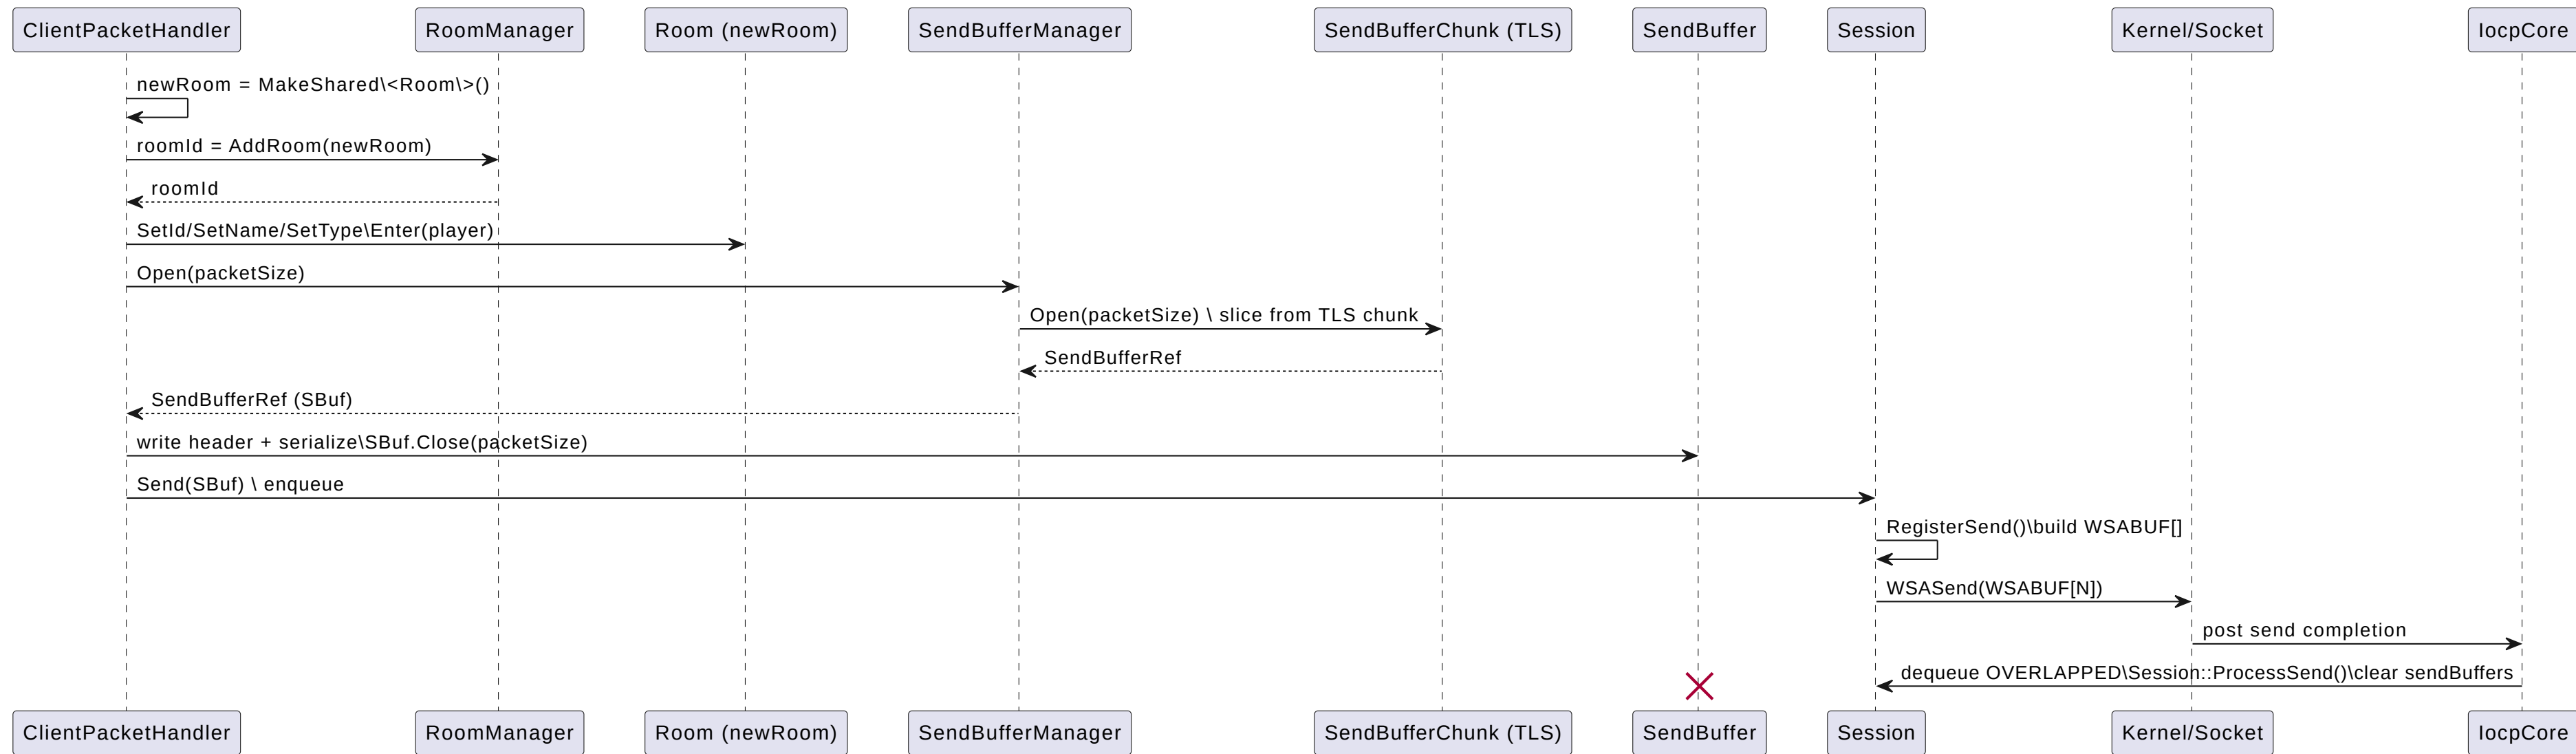 ClientPacketHandler RoomManager Room (newRoom) SendBufferManager SendBufferChunk (TLS) SendBuffer Session Kernel/Socket IocpCore
newRoom = MakeShared\<Room\>()
roomId = AddRoom(newRoom)
roomId
SetId/SetName/SetType\Enter(player)
Open(packetSize)
Open(packetSize) \ slice from TLS chunk
SendBufferRef
SendBufferRef (SBuf)
write header + serialize\SBuf.Close(packetSize)
Send(SBuf) \ enqueue
RegisterSend()\build WSABUF[]
WSASend(WSABUF[N])
post send completion
dequeue OVERLAPPED\Session::ProcessSend()\clear sendBuffers
ClientPacketHandler RoomManager Room (newRoom) SendBufferManager SendBufferChunk (TLS) SendBuffer Session Kernel/Socket IocpCore